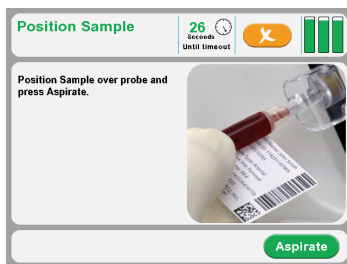 Position Sample
26
Seconds
Until timeout
Position Sample over probe and
press Aspirate.
Aspirate